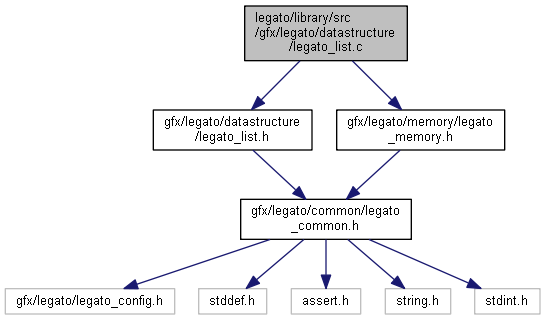 legato/library/src
/gfx/legato/datastructure
/legato_list.c
gfx/legato/datastructure
/legato_list.h
gfx/legato/memory/legato
_memory.h
gfx/legato/common/legato
_common.h
gfx/legato/legato_config.h
stddef.h
assert.h
string.h
stdint.h